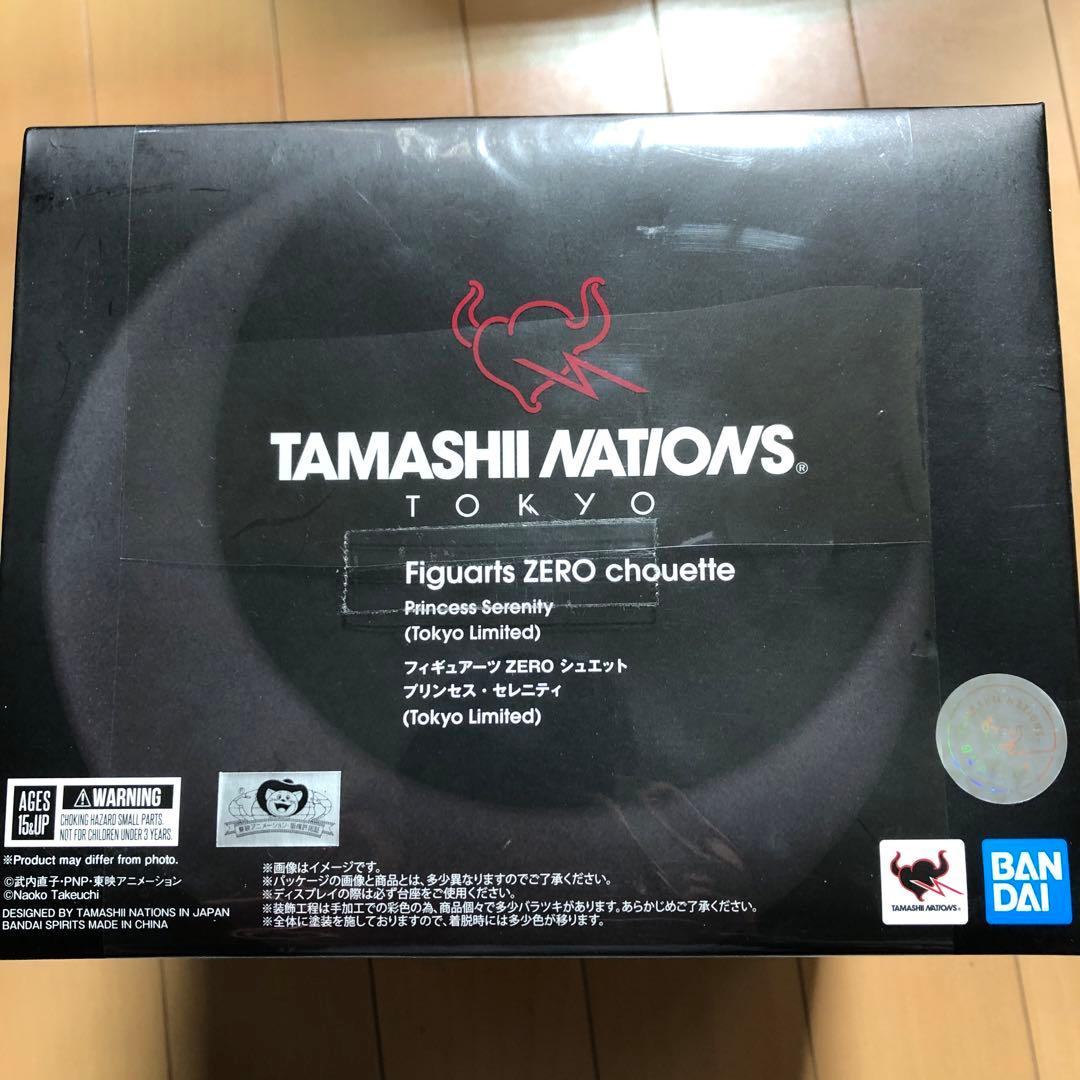 TAMASHII NATIONS®
TOKYO
Figuarts ZERO chouette
Princess Serenity
(Tokyo Limited)
フィギュアーツ ZERO シュエット
プリンセス・セレニティ
(Tokyo Limited)
AGES
15&UP
⚠WARNING
CHOKING HAZARD SMALL PARTS.
NOT FOR CHILDREN UNDER 3 YEARS.
※Product may differ from photo.
©武内直子・PNP・東映アニメーション
©Naoko Takeuchi
DESIGNED BY TAMASHII NATIONS IN JAPAN
BANDAI SPIRITS MADE IN CHINA
東映アニメーション
※画像はイメージです。
※パッケージの画像と商品とは、多少異なりますのでご了承ください。
※ディスプレイの際は必ず台座をご使用ください。
※装飾工程は手加工での彩色の為、商品個々で多少バラツキがあります。あらかじめご了承ください。
※全体に塗装を施しておりますので、着脱時には多少色が移ります。
TAMASHII NATIONS®
BAN
DAI